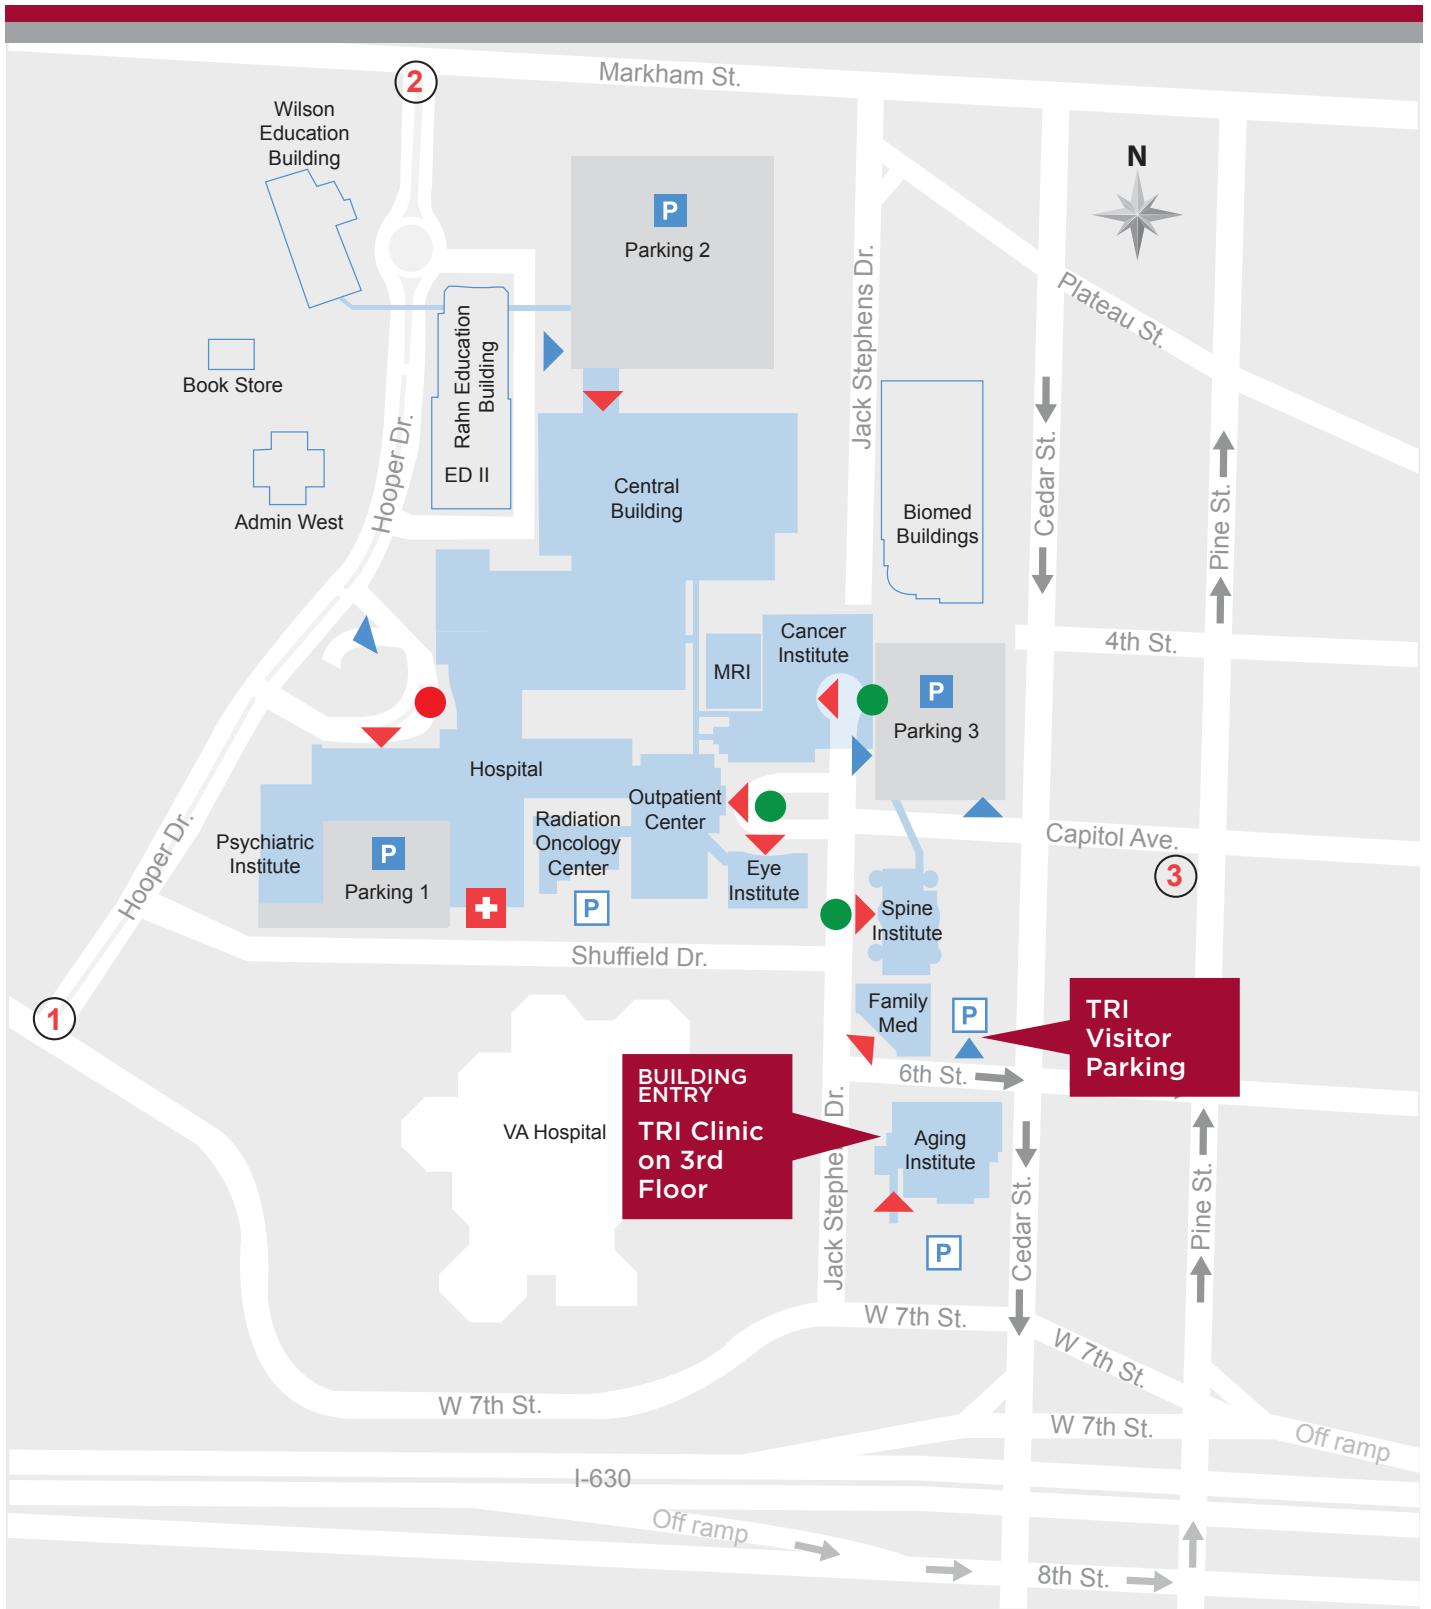 Markham St.
2
Wilson
Education
Building
N
P
Parking 2
Jack Stephens Dr.
Plateau St.
Rahn Education
Building
ED II
Book Store
Hooper Dr.
Admin West
Central
Building
Biomed
Buildings
Cedar St.
Pine St.
4th St.
Cancer
Institute
MRI
P
Parking 3
Hospital
Outpatient
Center
Radiation
Oncology
Center
Psychiatric
Institute
P
Parking 1
P
Eye
Institute
Capitol Ave.
3
Hooper Dr.
Spine
Institute
Shuffield Dr.
Family
Med
P
TRI
Visitor
Parking
1
6th St.
BUILDING
ENTRY
TRI Clinic
on 3rd
Floor
VA Hospital
Aging
Institute
Jack Stephe Dr.
Cedar St.
Pine St.
P
W 7th St.
W 7th St.
W 7th St.
W 7th St.
Off ramp
I-630
Off ramp
8th St.